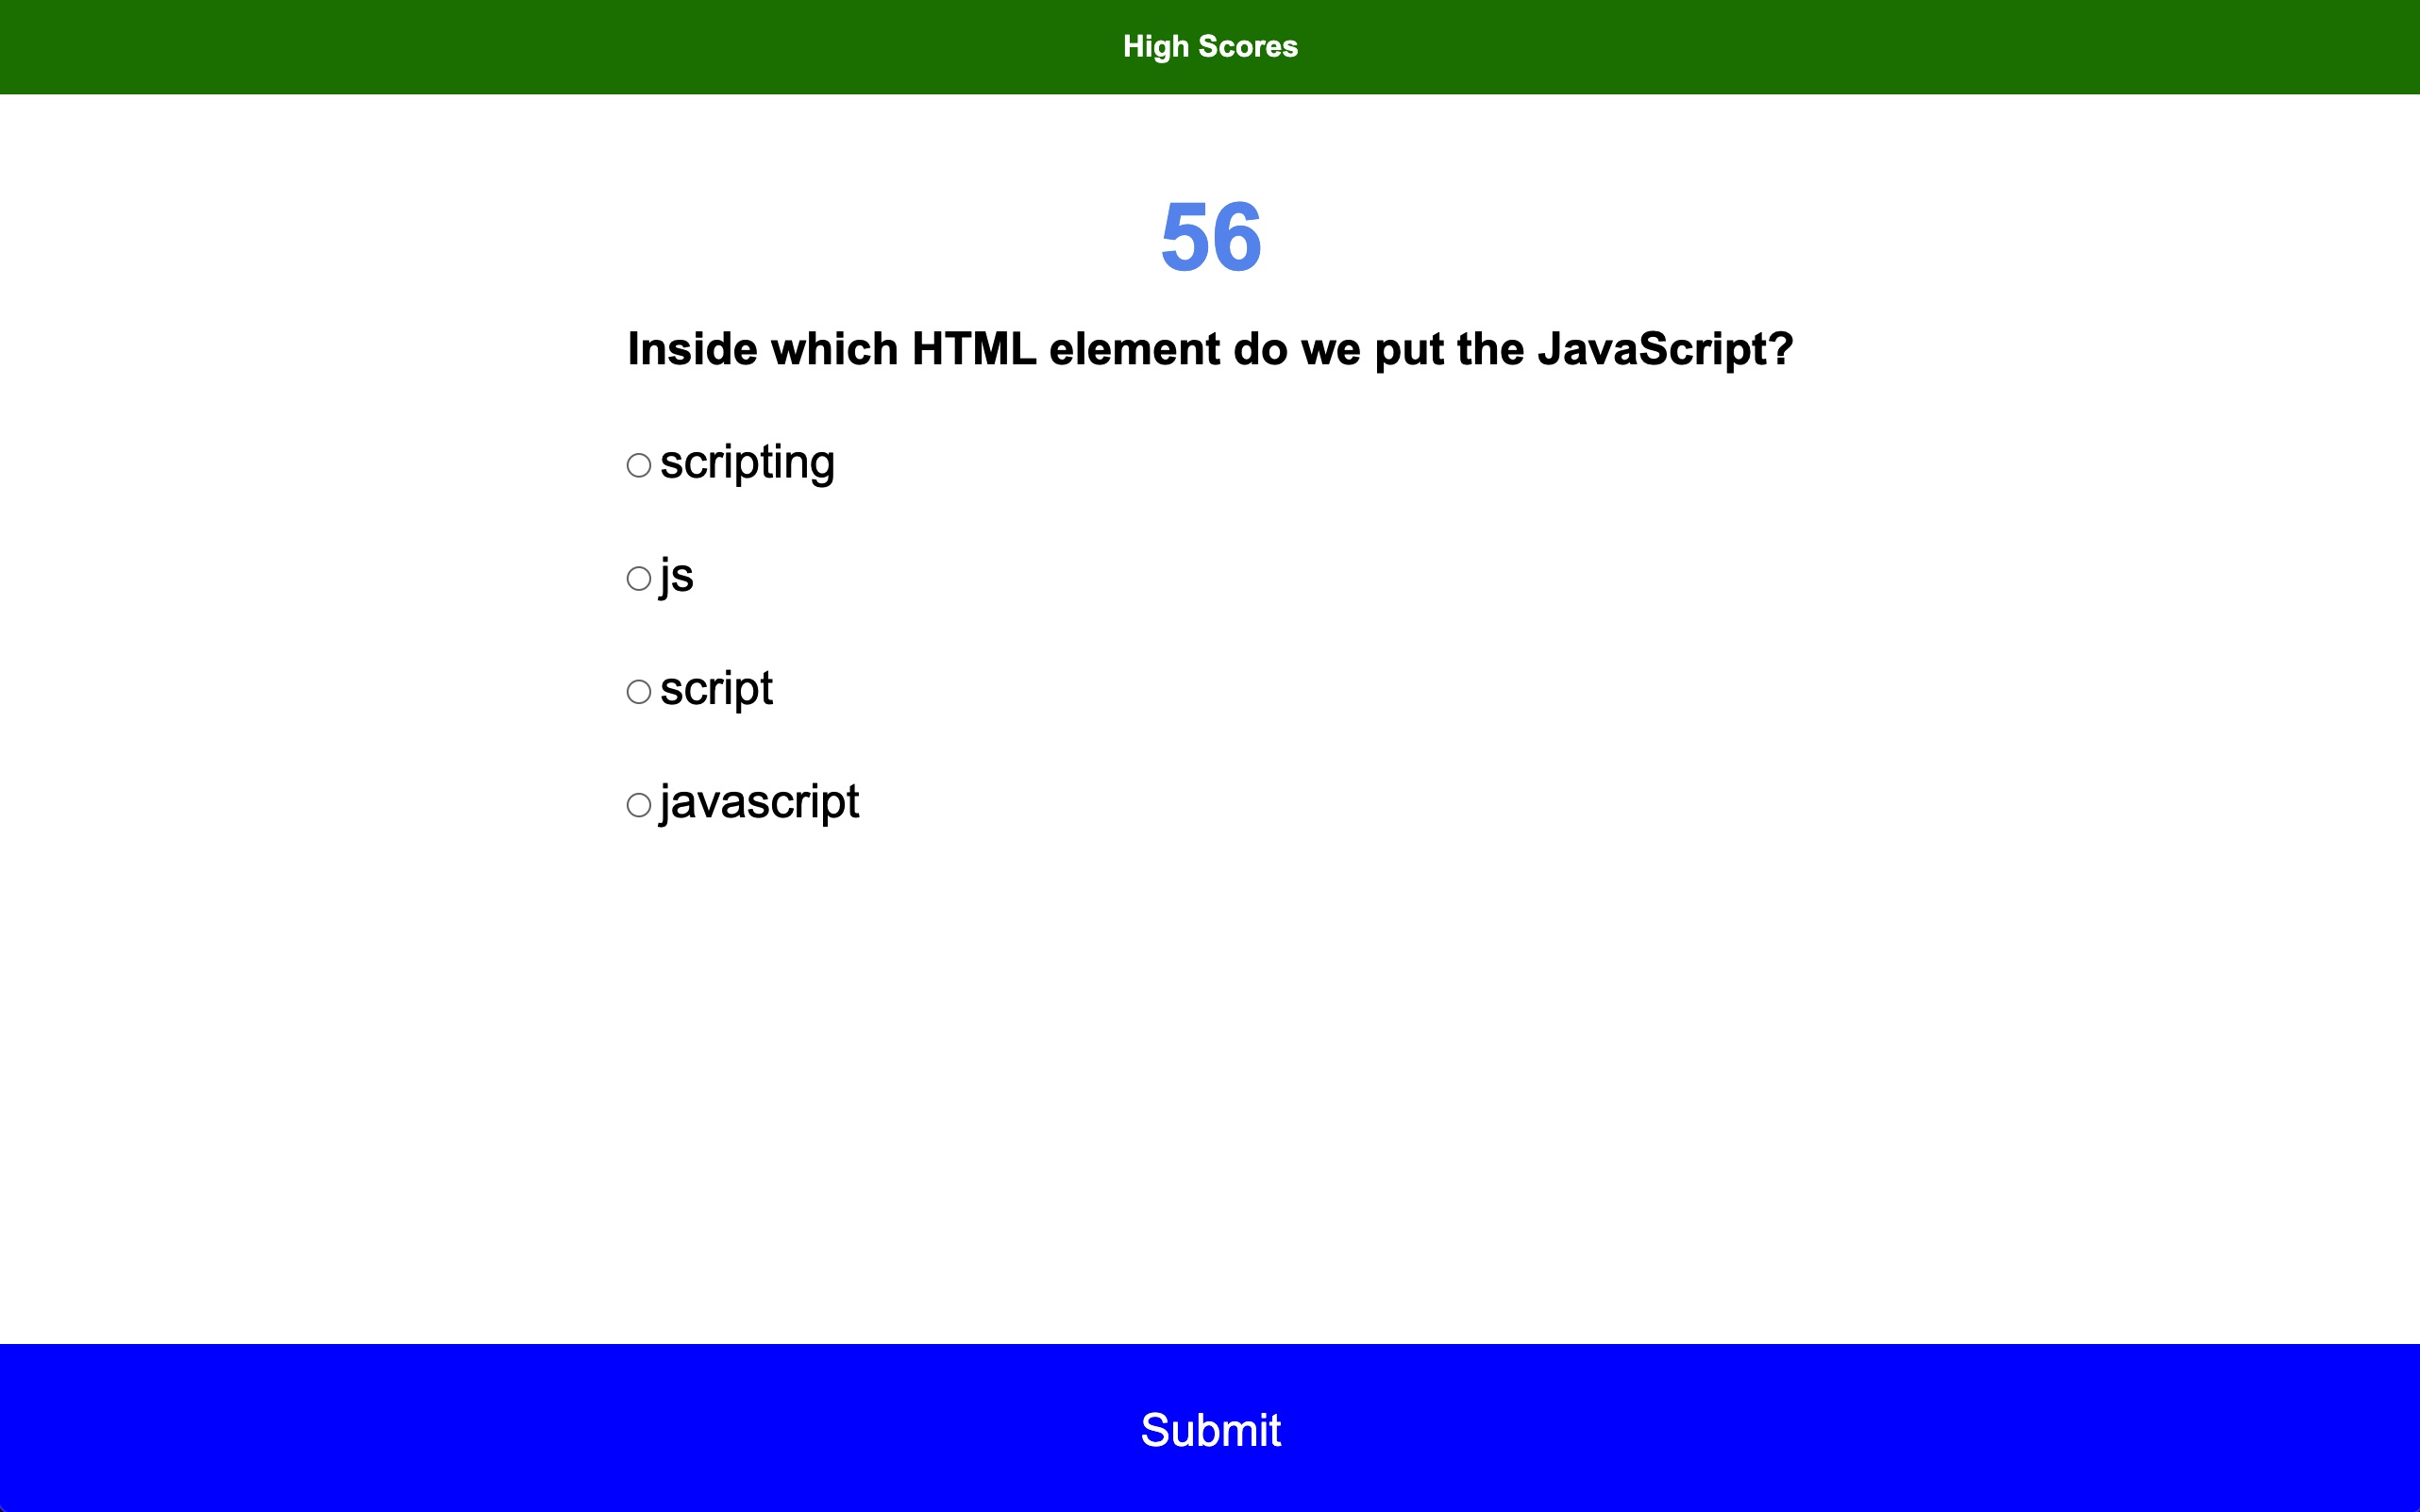 High Scores
56
Inside which HTML element do we put the JavaScript?
scripting
js
script
javascript
Submit